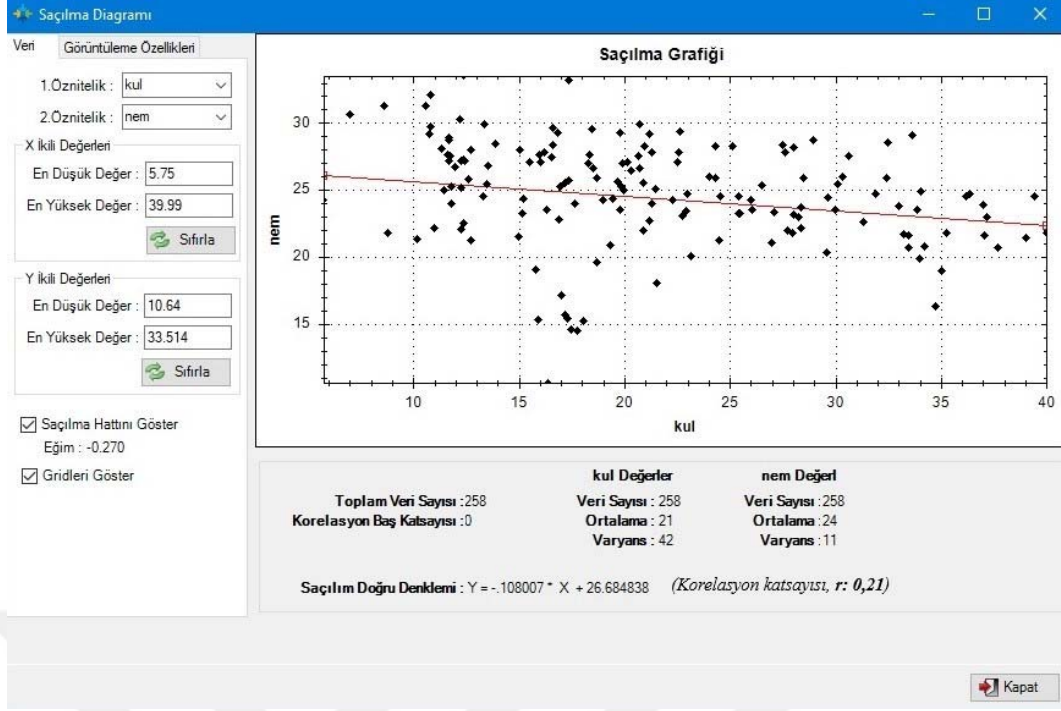 Saçılma Diagramı
Veri Görüntüleme Özellikleri
1.Öznitelik : kul
2.Öznitelik : nem
X İkili Değerleri
En Düşük Değer : 5.75
En Yüksek Değer : 39.99
Sıfırla
Y İkili Değerleri
En Düşük Değer : 10.64
En Yüksek Değer : 33.514
Sıfırla
Saçılma Hattını Göster
Eğim : -0.270
Gridleri Göster
Saçılma Grafiği
nem
30
25
20
15
10 15 20 25 30 35 40
kul
kul Değerler nem Değerl
Toplam Veri Sayısı :258 Veri Sayısı : 258 Veri Sayısı :258
Korelasyon Baş Katsayısı :0 Ortalama : 21 Ortalama :24
Varyans : 42 Varyans :11
Saçılım Doğru Denklemi : Y = -.108007 * X + 26.684838 (Korelasyon katsayısı, r: 0,21)
Kapat